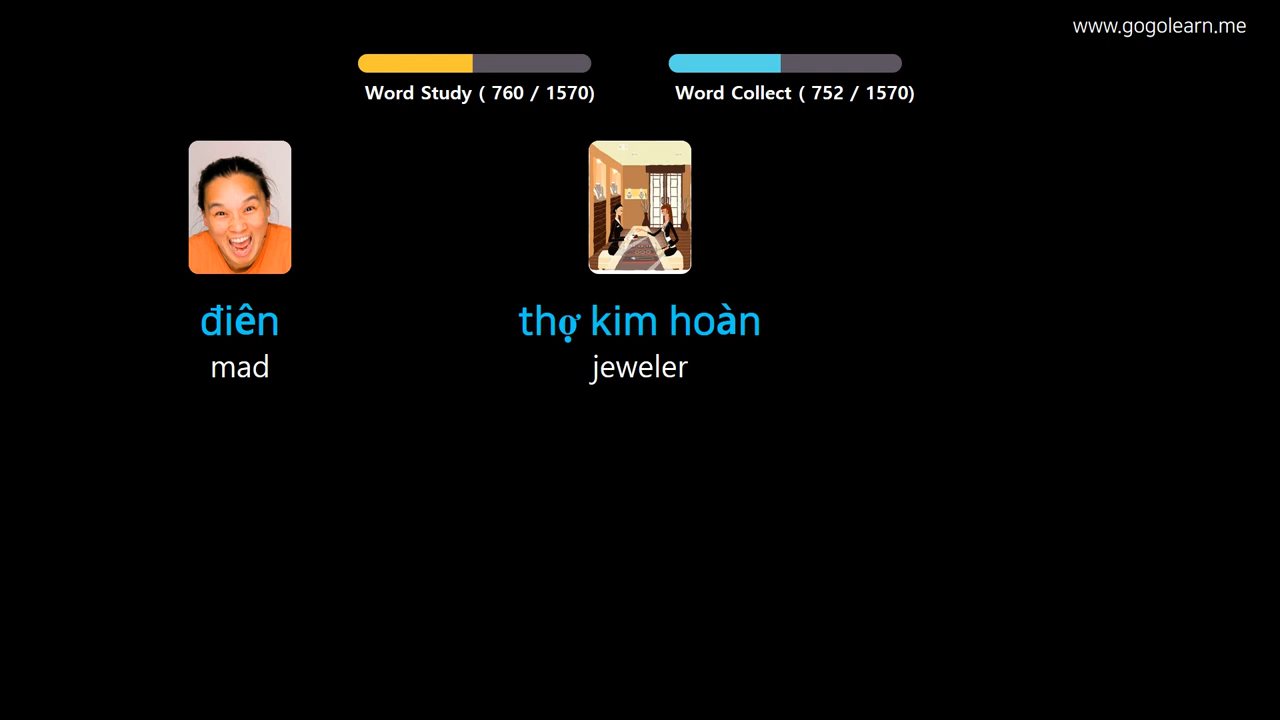 www.gogolearn.me
Word Study ( 760 / 1570)
Word Collect ( 752 / 1570)
điên
mad
thợ kim hoàn
jeweler